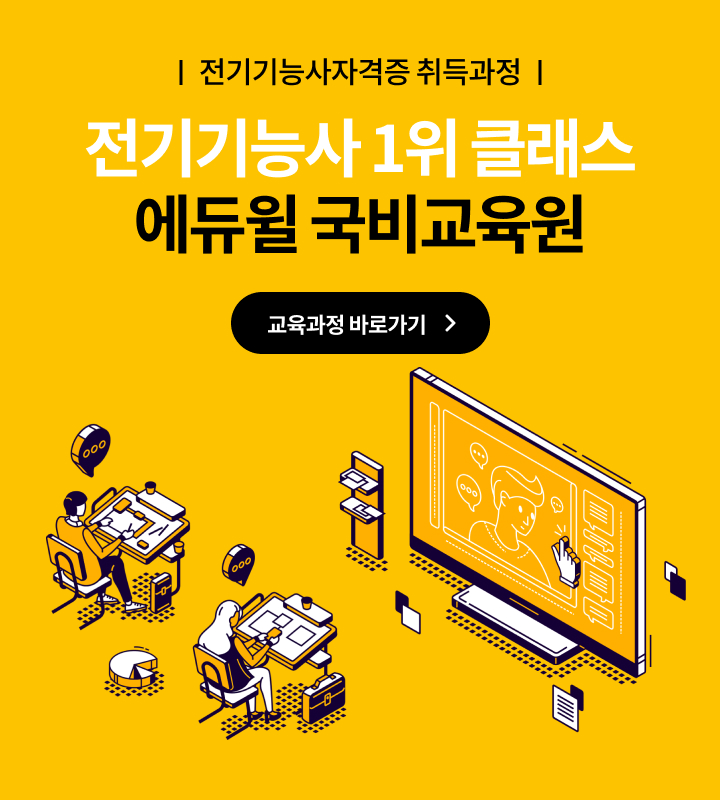 | 전기기능사자격증 취득과정 |
전기기능사 1위 클래스
에듀윌 국비교육원
교육과정 바로가기 >